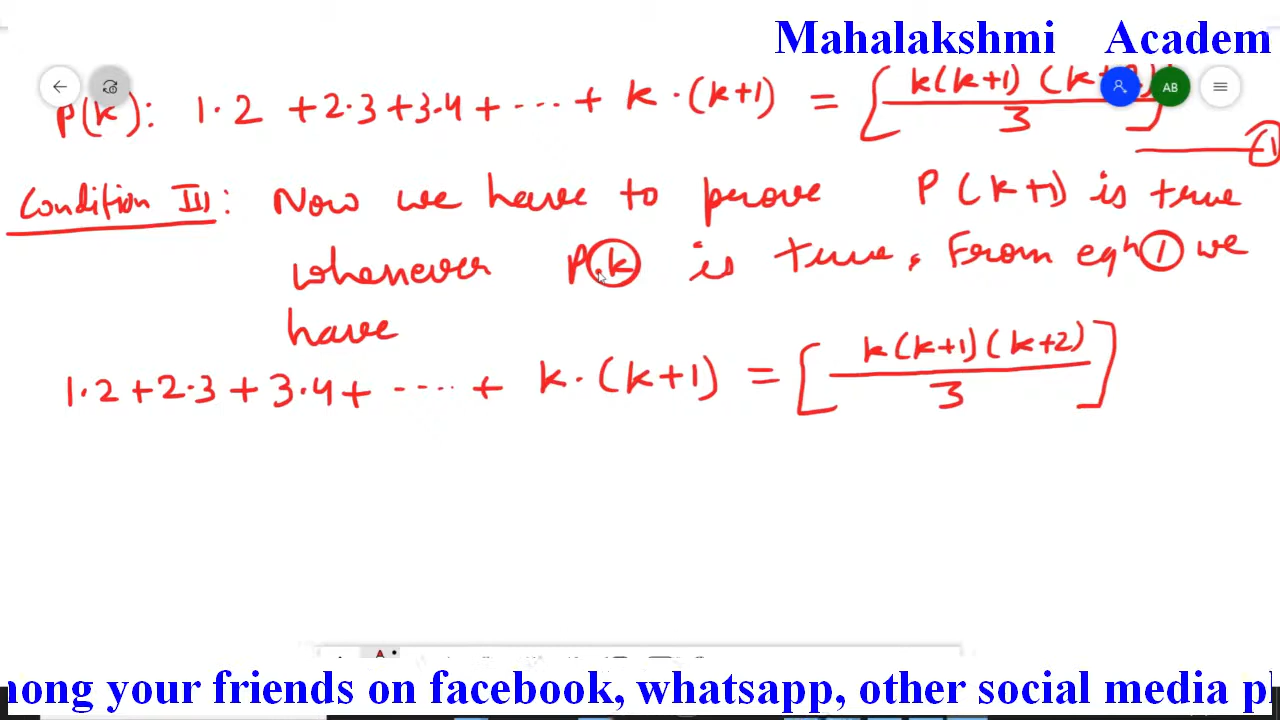 Mahalakshmi Academ
AB
P(k): 1·2 +2·3+3·4+ ···+ k·(k+1) = [k(k+1)(k+2)/3]
1
Condition III: Now we have to prove P(k+1) is true
whenever P.k is true. From eqn 1 we
have
1·2+2·3+3·4+ ····+ k·(k+1) = [k(k+1)(k+2)/3]
nong your friends on facebook, whatsapp, other social media pl